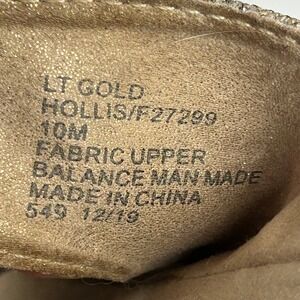 LT GOLD
HOLLIS/F27299
10M
FABRIC UPPER
BALANCE MAN MADE
MADE IN CHINA
549 12/19